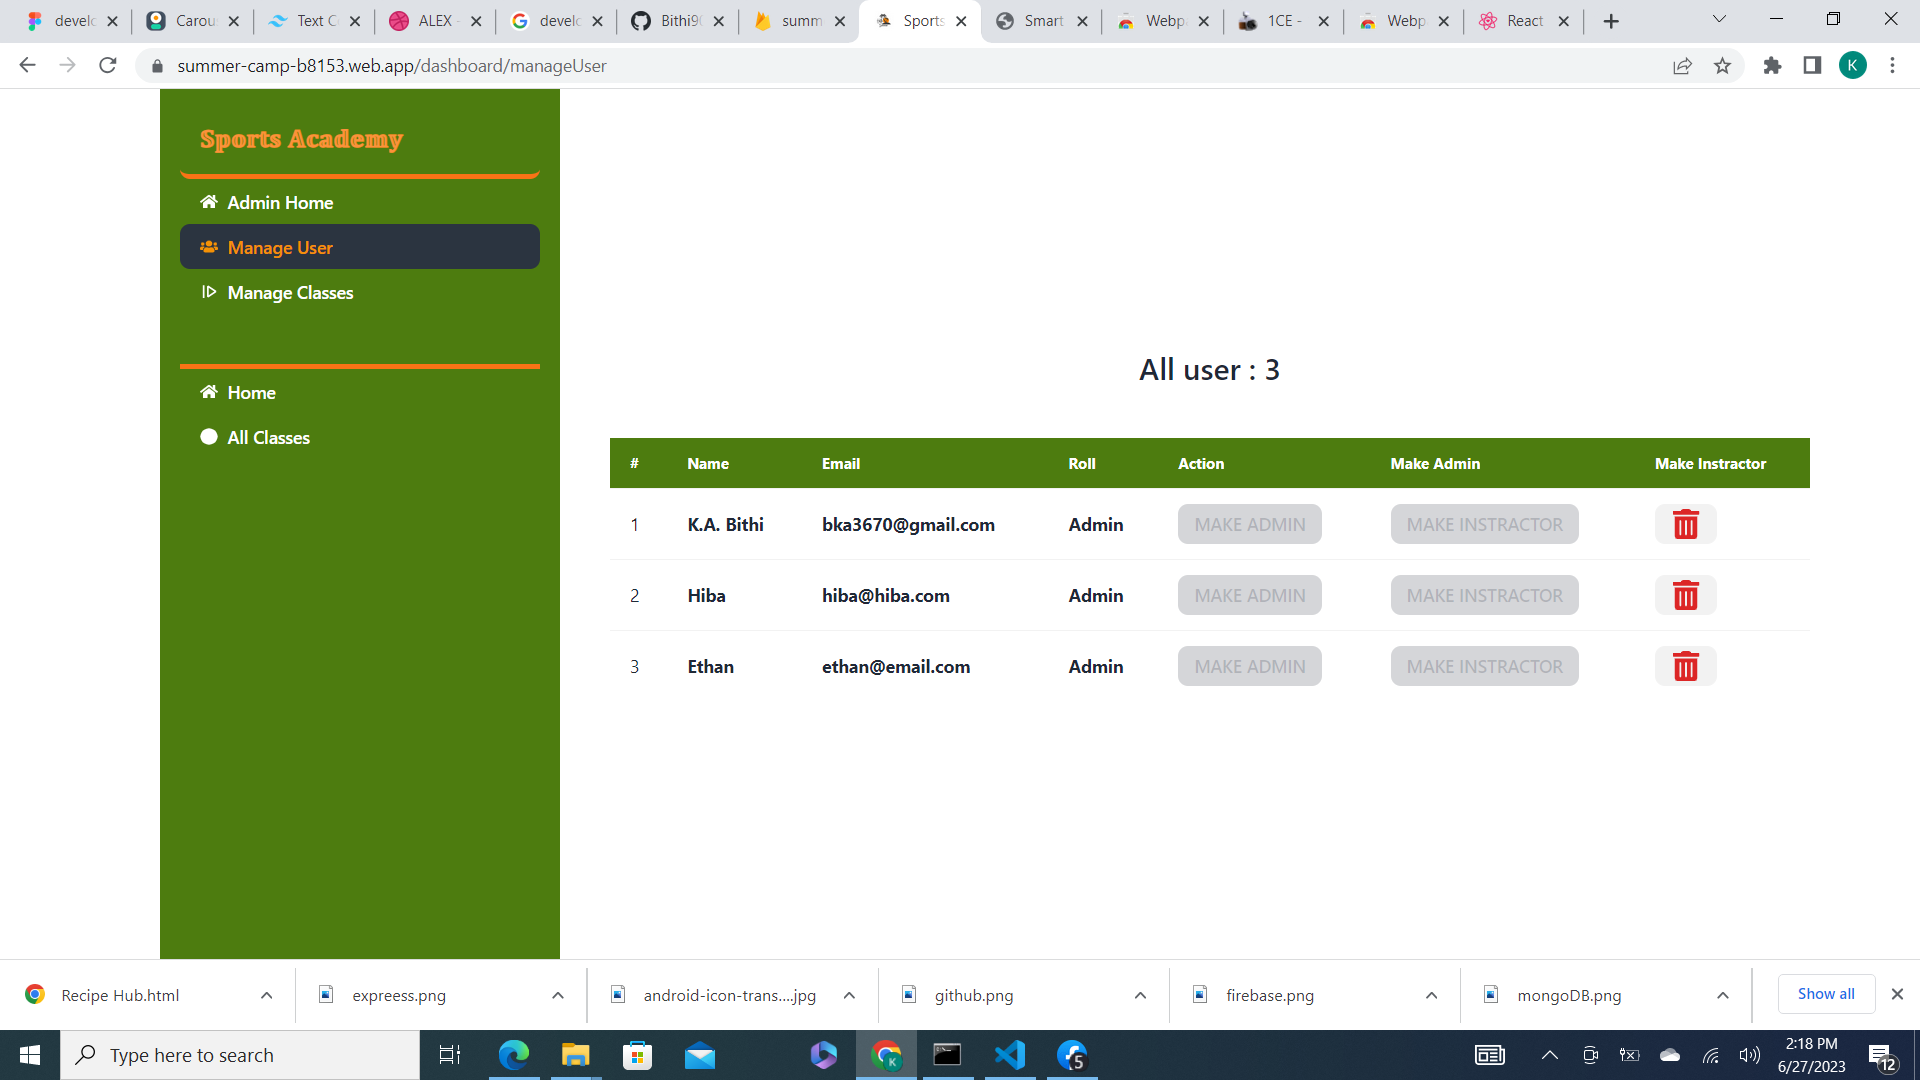 develo
Carou
Text C
ALEX -
develo
Bithi90
summ
Sports
Smart
Webp
1CE -
Webp
React
summer-camp-b8153.web.app/dashboard/manageUser
K
Sports Academy
Admin Home
Manage User
Manage Classes
Home
All Classes
All user : 3
# Name Email Roll Action Make Admin Make Instractor
1 K.A. Bithi bka3670@gmail.com Admin MAKE ADMIN MAKE INSTRACTOR
2 Hiba hiba@hiba.com Admin MAKE ADMIN MAKE INSTRACTOR
3 Ethan ethan@email.com Admin MAKE ADMIN MAKE INSTRACTOR
Recipe Hub.html
expreess.png
android-icon-trans....jpg
github.png
firebase.png
mongoDB.png
Show all
Type here to search
K
5
2:18 PM
6/27/2023
12